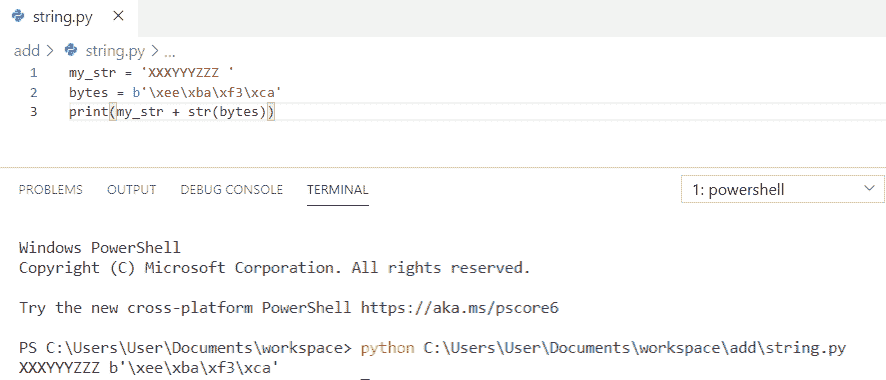 string.py ×
add > string.py > ...
1 my_str = 'XXXYYYZZZ '
2 bytes = b'\xee\xba\xf3\xca'
3 print(my_str + str(bytes))
PROBLEMS OUTPUT DEBUG CONSOLE TERMINAL 1: powershell
Windows PowerShell
Copyright (C) Microsoft Corporation. All rights reserved.
Try the new cross-platform PowerShell https://aka.ms/pscore6
PS C:\Users\User\Documents\workspace> python C:\Users\User\Documents\workspace\add\string.py
XXXYYYZZZ b'\xee\xba\xf3\xca'